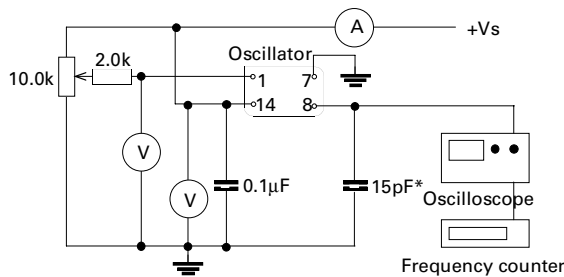 A
+Vs
Oscillator
2.0k
10.0k
1
7
14
8
V
V
0.1µF
15pF*
Oscilloscope
Frequency counter